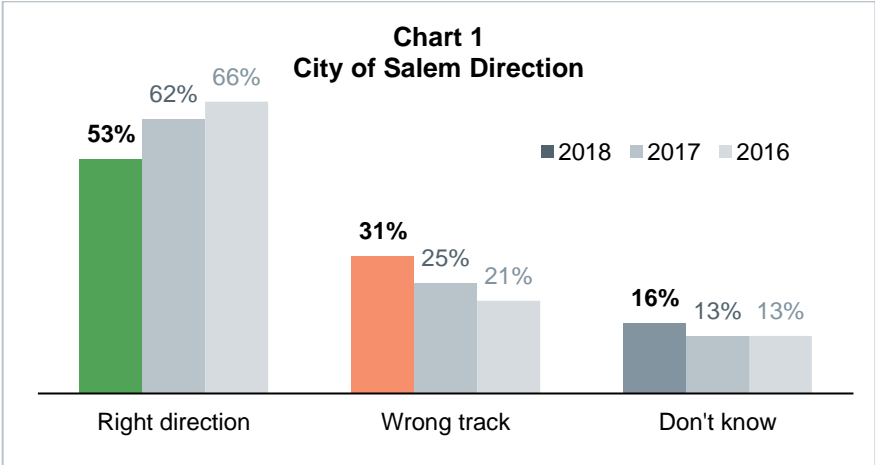 Chart 1
City of Salem Direction
53%
62%
66%
2018 2017 2016
31%
25%
21%
16%
13%
13%
Right direction
Wrong track
Don't know